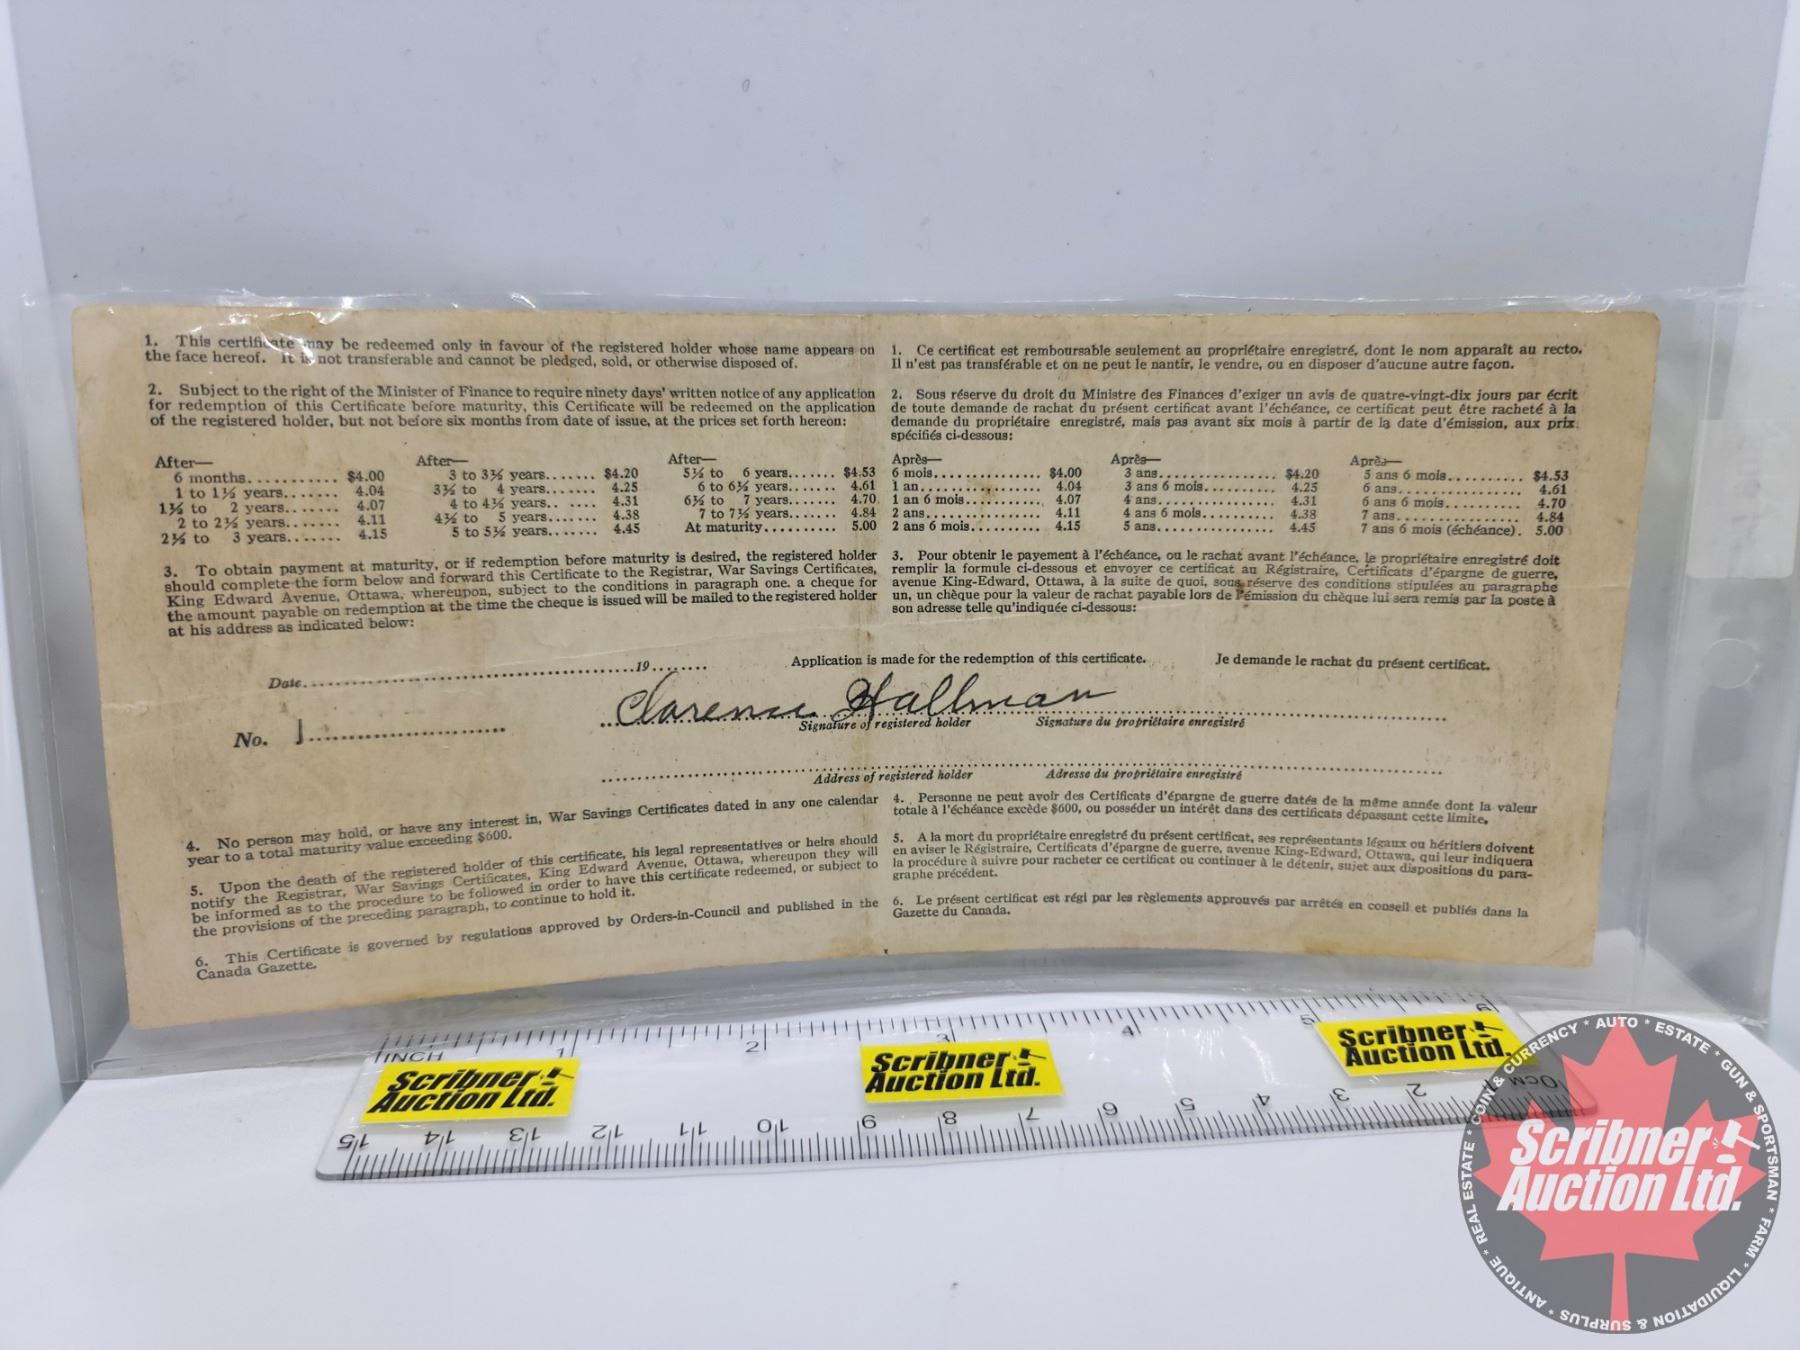 1. This certificate may be redeemed only in favour of the registered holder whose name appears on
the face hereof. It is not transferable and cannot be pledged, sold, or otherwise disposed of.
2. Subject to the right of the Minister of Finance to require ninety days' written notice of any application
for redemption of this Certificate before maturity, this Certificate will be redeemed on the application
of the registered holder, but not before six months from date of issue, at the prices set forth hereon:
After— After— After—
6 months........... $4.00 3 to 3½ years....... $4.20 5½ to 6 years....... $4.53
1 to 1½ years....... 4.04 3½ to 4 years....... 4.25 6 to 6½ years....... 4.61
1½ to 2 years....... 4.07 4 to 4½ years....... 4.31 6½ to 7 years....... 4.70
2 to 2½ years....... 4.11 4½ to 5 years....... 4.38 7 to 7½ years....... 4.84
2½ to 3 years....... 4.15 5 to 5½ years....... 4.45 At maturity.......... 5.00
3. To obtain payment at maturity, or if redemption before maturity is desired, the registered holder
should complete the form below and forward this Certificate to the Registrar, War Savings Certificates,
King Edward Avenue, Ottawa, whereupon, subject to the conditions in paragraph one. a cheque for
the amount payable on redemption at the time the cheque is issued will be mailed to the registered holder
at his address as indicated below:
1. Ce certificat est remboursable seulement au propriétaire enregistré, dont le nom apparaît au recto.
Il n'est pas transférable et on ne peut le nantir, le vendre, ou en disposer d'aucune autre façon.
2. Sous réserve du droit du Ministre des Finances d'exiger un avis de quatre-vingt-dix jours par écrit
de toute demande de rachat du présent certificat avant l'échéance, ce certificat peut être racheté à la
demande du propriétaire enregistré, mais pas avant six mois à partir de la date d'émission, aux prix
spécifiés ci-dessous:
Après— Après— Après—
6 mois............... $4.00 3 ans................ $4.20 5 ans 6 mois.......... $4.53
1 an................. 4.04 3 ans 6 mois.......... 4.25 6 ans................ 4.61
1 an 6 mois........... 4.07 4 ans................ 4.31 6 ans 6 mois.......... 4.70
2 ans................ 4.11 4 ans 6 mois.......... 4.38 7 ans................ 4.84
2 ans 6 mois.......... 4.15 5 ans................ 4.45 7 ans 6 mois (échéance). 5.00
3. Pour obtenir le payement à l'échéance, ou le rachat avant l'échéance, le propriétaire enregistré doit
remplir la formule ci-dessous et envoyer ce certificat au Régistraire, Certificats d'épargne de guerre,
avenue King-Edward, Ottawa, à la suite de quoi, sous réserve des conditions stipulées au paragraphe
un, un chèque pour la valeur de rachat payable lors de l'émission du chèque lui sera remis par la poste à
son adresse telle qu'indiquée ci-dessous:
Date..................19........ Application is made for the redemption of this certificate. Je demande le rachat du présent certificat.
Clarence Hallman
No. Signature of registered holder Signature du propriétaire enregistré
Address of registered holder Adresse du propriétaire enregistré
4. No person may hold, or have any interest in, War Savings Certificates dated in any one calendar
year to a total maturity value exceeding $600.
5. Upon the death of the registered holder of this certificate, his legal representatives or heirs should
notify the Registrar, War Savings Certificates, King Edward Avenue, Ottawa, whereupon they will
be informed as to the procedure to be followed in order to have this certificate redeemed, or subject to
the provisions of the preceding paragraph, to continue to hold it.
6. This Certificate is governed by regulations approved by Orders-in-Council and published in the
Canada Gazette.
4. Personne ne peut avoir des Certificats d'épargne de guerre datés de la même année dont la valeur
totale à l'échéance excède $600, ou posséder un intérêt dans des certificats dépassant cette limite.
5. A la mort du propriétaire enregistré du présent certificat, ses représentants légaux ou héritiers doivent
en aviser le Régistraire, Certificats d'épargne de guerre, avenue King-Edward, Ottawa, qui leur indiquera
la procédure à suivre pour racheter ce certificat ou continuer à le détenir, sujet aux dispositions du para-
graphe précédent.
6. Le présent certificat est régi par les règlements approuvés par arrêtés en conseil et publiés dans la
Gazette du Canada.
INCH 1 2 3 4 5 6
Scribner
Auction Ltd.
Scribner
Auction Ltd.
Scribner
Auction Ltd.
15 14 13 12 11 10 9 8 7 6 5 4 3 2 1 0CM
COIN & CURRENCY * AUTO * ESTATE * GUN & SPORTSMAN * FARM * LIQUIDATION & SURPLUS * ANTIQUE * REAL ESTATE *
Scribner
Auction Ltd.